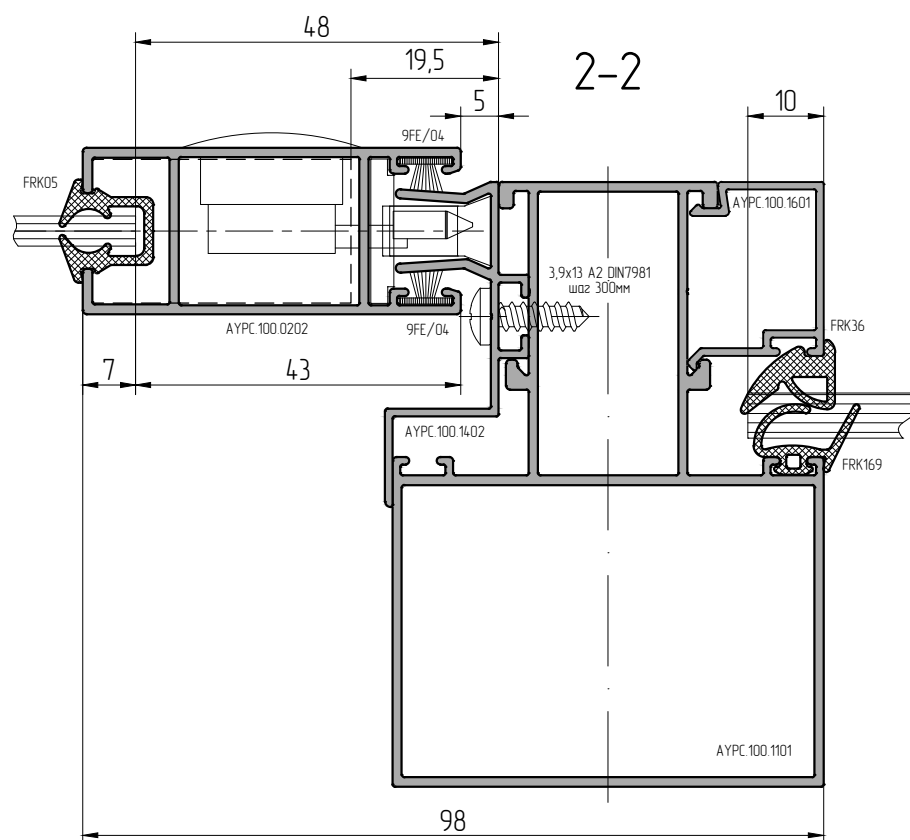 48
19,5
2-2
5
10
9FE/04
FRK05
AYPC.100.1601
3,9x13 А2 DIN7981
шаг 300мм
AYPC.100.0202
9FE/04
FRK36
7
43
AYPC.100.1402
FRK169
AYPC.100.1101
98